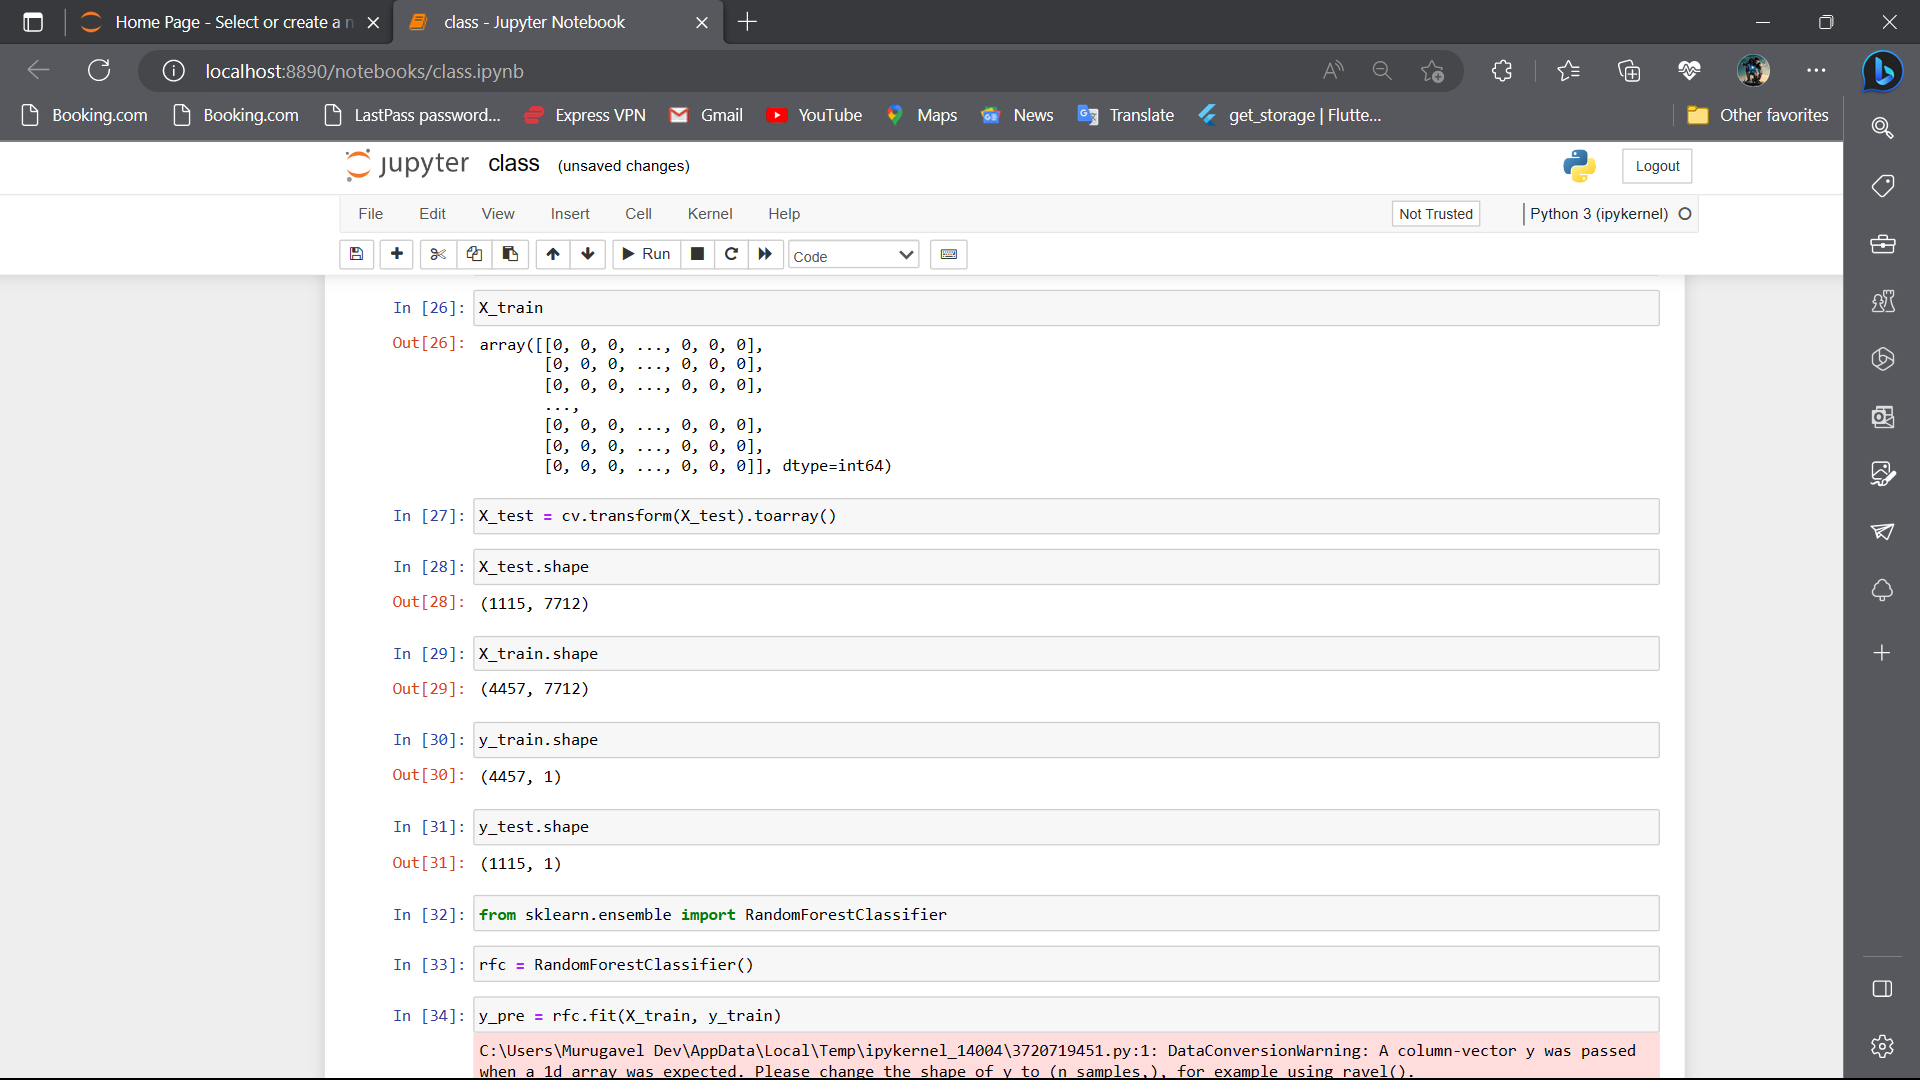 Home Page - Select or create a n
class - Jupyter Notebook
localhost:8890/notebooks/class.ipynb
Booking.com
Booking.com
LastPass password...
Express VPN
Gmail
YouTube
Maps
News
Translate
get_storage | Flutte...
Other favorites
jupyter class (unsaved changes)
Logout
File Edit View Insert Cell Kernel Help
Not Trusted
Python 3 (ipykernel)
Run
Code
In [26]: X_train
Out[26]: array([[0, 0, 0, ..., 0, 0, 0],
[0, 0, 0, ..., 0, 0, 0],
[0, 0, 0, ..., 0, 0, 0],
...,
[0, 0, 0, ..., 0, 0, 0],
[0, 0, 0, ..., 0, 0, 0],
[0, 0, 0, ..., 0, 0, 0]], dtype=int64)
In [27]: X_test = cv.transform(X_test).toarray()
In [28]: X_test.shape
Out[28]: (1115, 7712)
In [29]: X_train.shape
Out[29]: (4457, 7712)
In [30]: y_train.shape
Out[30]: (4457, 1)
In [31]: y_test.shape
Out[31]: (1115, 1)
In [32]: from sklearn.ensemble import RandomForestClassifier
In [33]: rfc = RandomForestClassifier()
In [34]: y_pre = rfc.fit(X_train, y_train)
C:\Users\Murugavel Dev\AppData\Local\Temp\ipykernel_14004\3720719451.py:1: DataConversionWarning: A column-vector y was passed
when a 1d array was expected. Please change the shape of y to (n_samples,), for example using ravel().